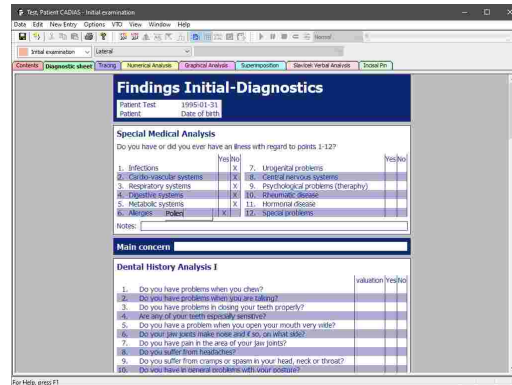 Test, Patient CADIAS - Initial examination
Data Edit New Entry Options VTO View Window Help
Normal
Initial examination Lateral
Contents Diagnostic sheet Tracing Numerical Analysis Graphical Analysis Superimposition Slavicek Verbal Analysis Incisal Pin
Findings Initial-Diagnostics
Patient Test 1995-01-31
Patient Date of birth
Special Medical Analysis
Do you have or did you ever have an illness with regard to points 1-12?
Yes No Yes No
1. Infections X 7. Urogenital problems
2. Cardio-vascular systems X 8. Central nervous systems
3. Respiratory systems X 9. Psychological problems (theraphy)
4. Digestive systems X 10. Rheumatic disease
5. Metabolic systems X 11. Hormonal disease
6. Allergies Pollen X 12. Special problems
Notes:
Main concern
Dental History Analysis I
valuation Yes No
1. Do you have problems when you chew?
2. Do you have problems when you are talking?
3. Do you have problems in closing your teeth properly?
4. Are any of your teeth especially sensitive?
5. Do you have a problem when you open your mouth very wide?
6. Do your jaw joints make noise and if so, on what side?
7. Do you have pain in the area of your jaw joints?
8. Do you suffer from headaches?
9. Do you suffer from cramps or spasm in your head, neck or throat?
10. Do you have in general problems with your posture?
For Help, press F1